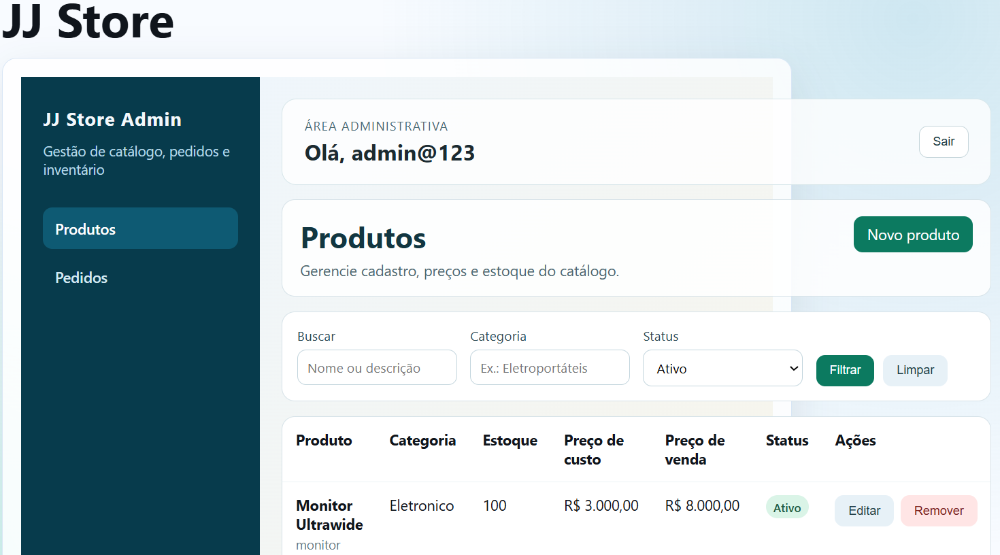 JJ Store
JJ Store Admin
Gestão de catálogo, pedidos e
inventário
Produtos
Pedidos
ÁREA ADMINISTRATIVA
Olá, admin@123
Sair
Produtos
Gerencie cadastro, preços e estoque do catálogo.
Novo produto
Buscar
Nome ou descrição
Categoria
Ex.: Eletroportáteis
Status
Ativo
Filtrar
Limpar
Produto Categoria Estoque Preço de custo Preço de venda Status Ações
Monitor Ultrawide
monitor
Eletronico 100 R$ 3.000,00 R$ 8.000,00 Ativo Editar Remover